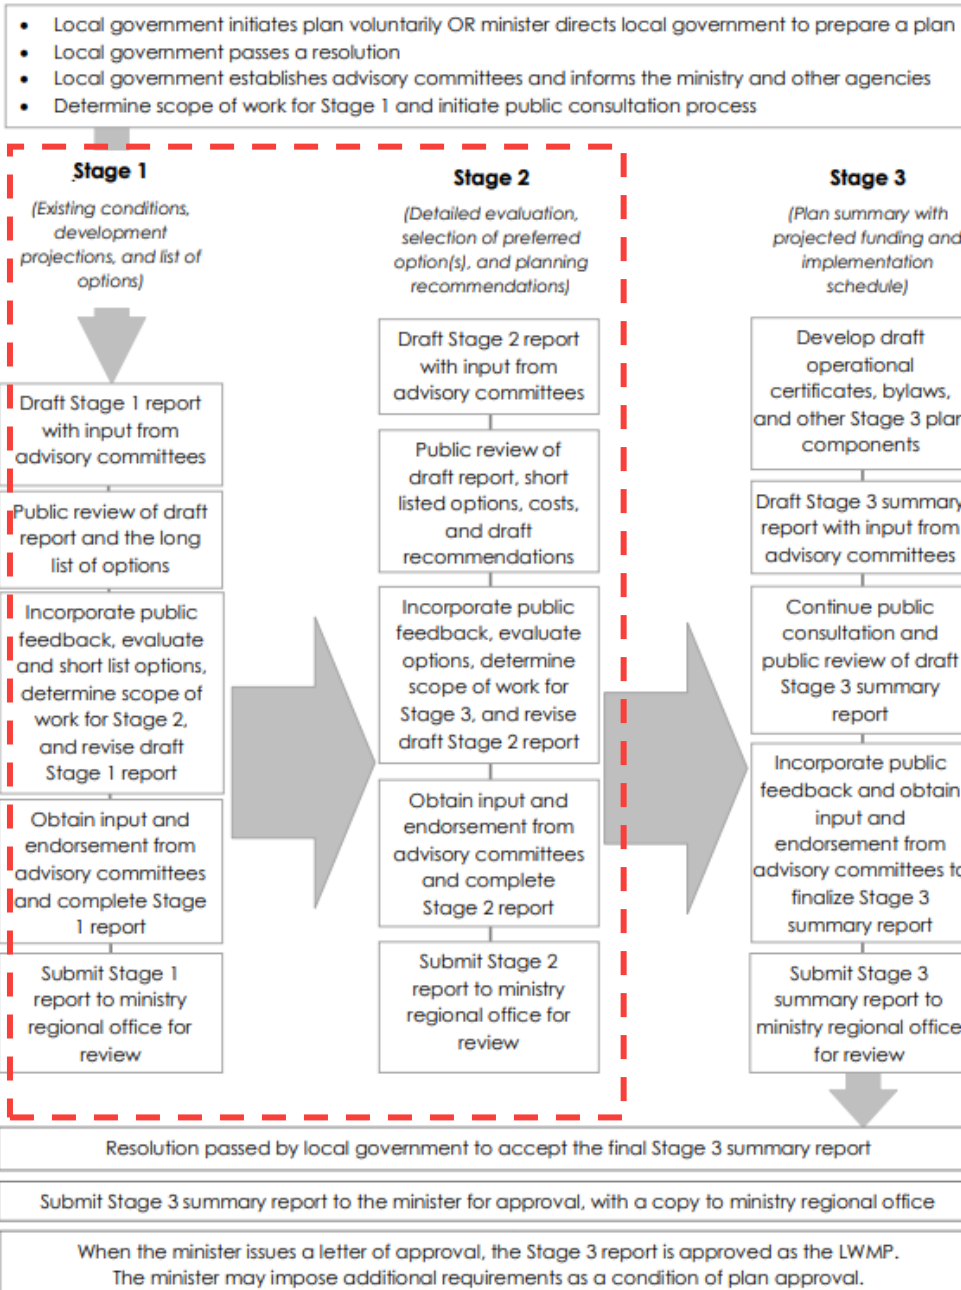 • Local government initiates plan voluntarily OR minister directs local government to prepare a plan
• Local government passes a resolution
• Local government establishes advisory committees and informs the ministry and other agencies
• Determine scope of work for Stage 1 and initiate public consultation process
Stage 1
(Existing conditions,
development
projections, and list of
options)
Draft Stage 1 report
with input from
advisory committees
Public review of draft
report and the long
list of options
Incorporate public
feedback, evaluate
and short list options,
determine scope of
work for Stage 2,
and revise draft
Stage 1 report
Obtain input and
endorsement from
advisory committees
and complete Stage
1 report
Submit Stage 1
report to ministry
regional office for
review
Stage 2
(Detailed evaluation,
selection of preferred
option(s), and planning
recommendations)
Draft Stage 2 report
with input from
advisory committees
Public review of
draft report, short
listed options, costs,
and draft
recommendations
Incorporate public
feedback, evaluate
options, determine
scope of work for
Stage 3, and revise
draft Stage 2 report
Obtain input and
endorsement from
advisory committees
and complete
Stage 2 report
Submit Stage 2
report to ministry
regional office for
review
Stage 3
(Plan summary with
projected funding and
implementation
schedule)
Develop draft
operational
certificates, bylaws,
and other Stage 3 plan
components
Draft Stage 3 summary
report with input from
advisory committees
Continue public
consultation and
public review of draft
Stage 3 summary
report
Incorporate public
feedback and obtain
input and
endorsement from
advisory committees to
finalize Stage 3
summary report
Submit Stage 3
summary report to
ministry regional office
for review
Resolution passed by local government to accept the final Stage 3 summary report
Submit Stage 3 summary report to the minister for approval, with a copy to ministry regional office
When the minister issues a letter of approval, the Stage 3 report is approved as the LWMP.
The minister may impose additional requirements as a condition of plan approval.